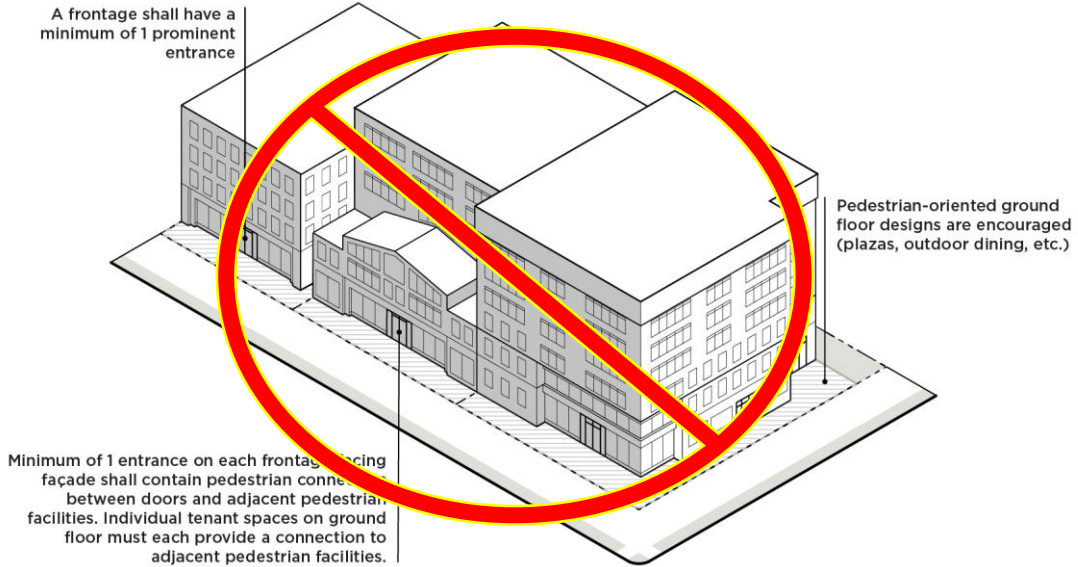 A frontage shall have a
minimum of 1 prominent
entrance
Pedestrian-oriented ground
floor designs are encouraged
(plazas, outdoor dining, etc.)
Minimum of 1 entrance on each
façade shall contain pedestrian
between doors and adjacent pedestrian
facilities. Individual tenant spaces on ground
floor must each provide a connection to
adjacent pedestrian facilities.